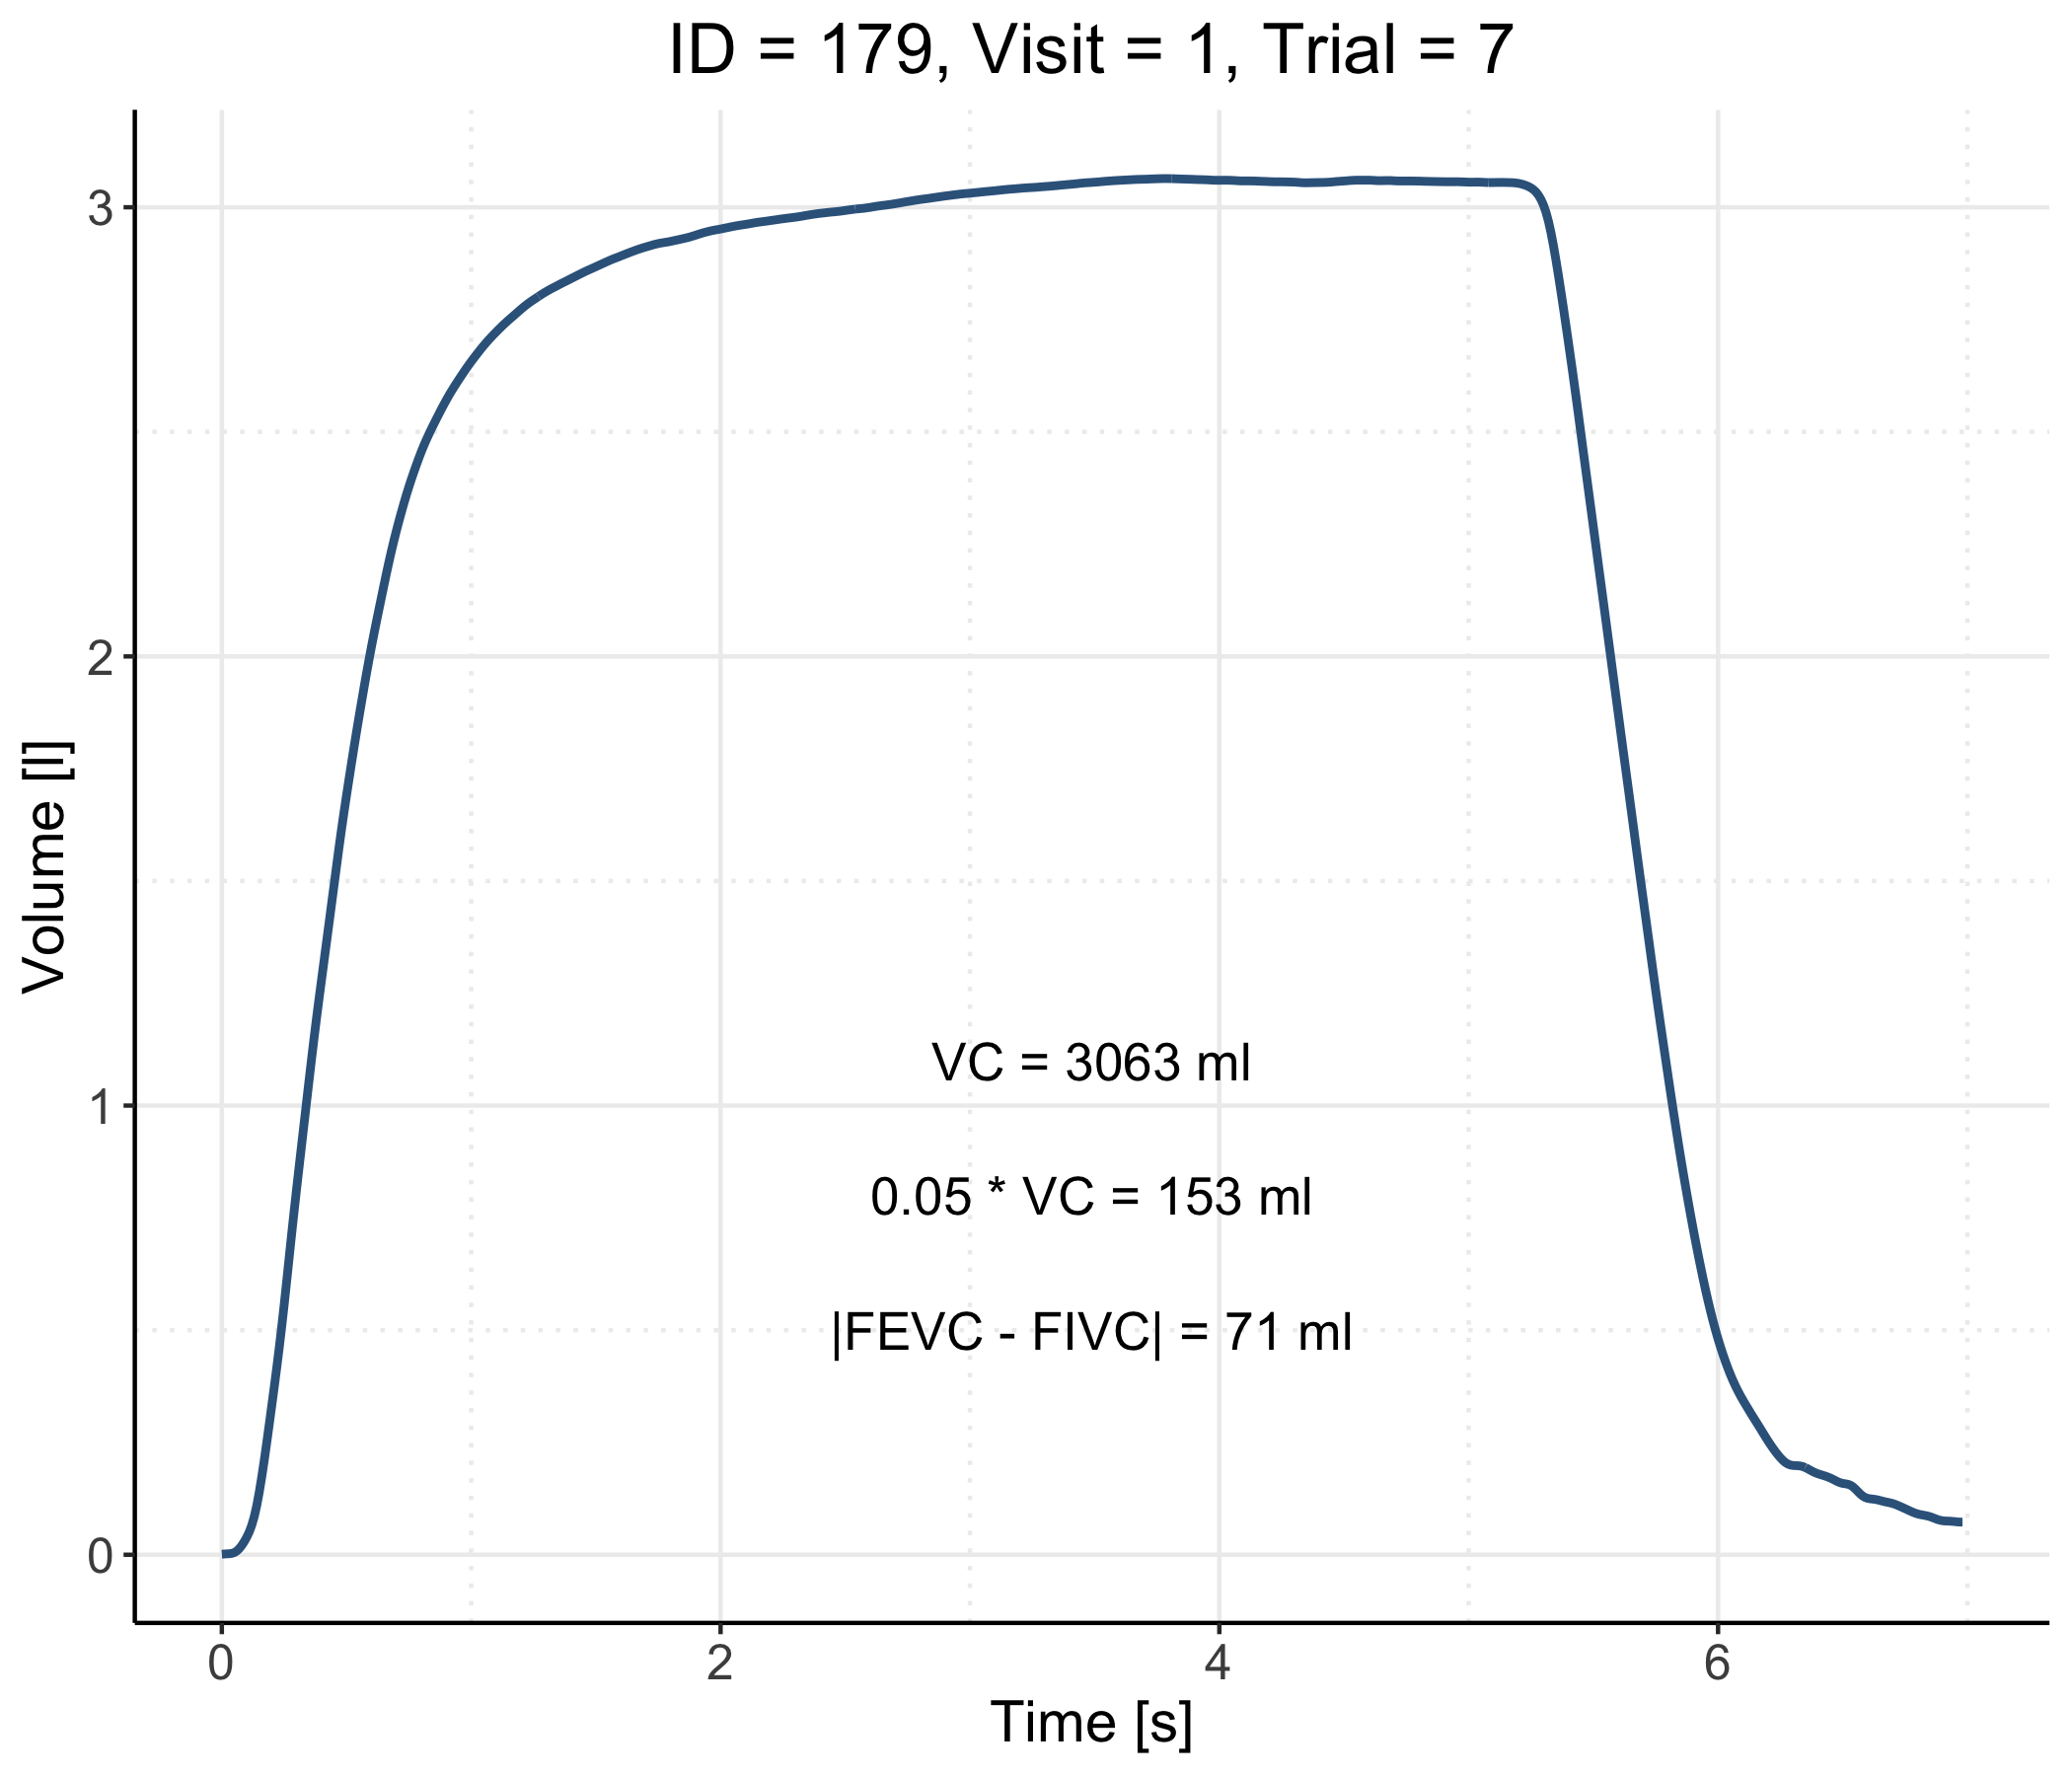 ID = 179, Visit = 1, Trial = 7
3
2
1
0
Volume [l]
VC = 3063 ml
0.05 * VC = 153 ml
|FEVC - FIVC| = 71 ml
0 2 4 6
Time [s]